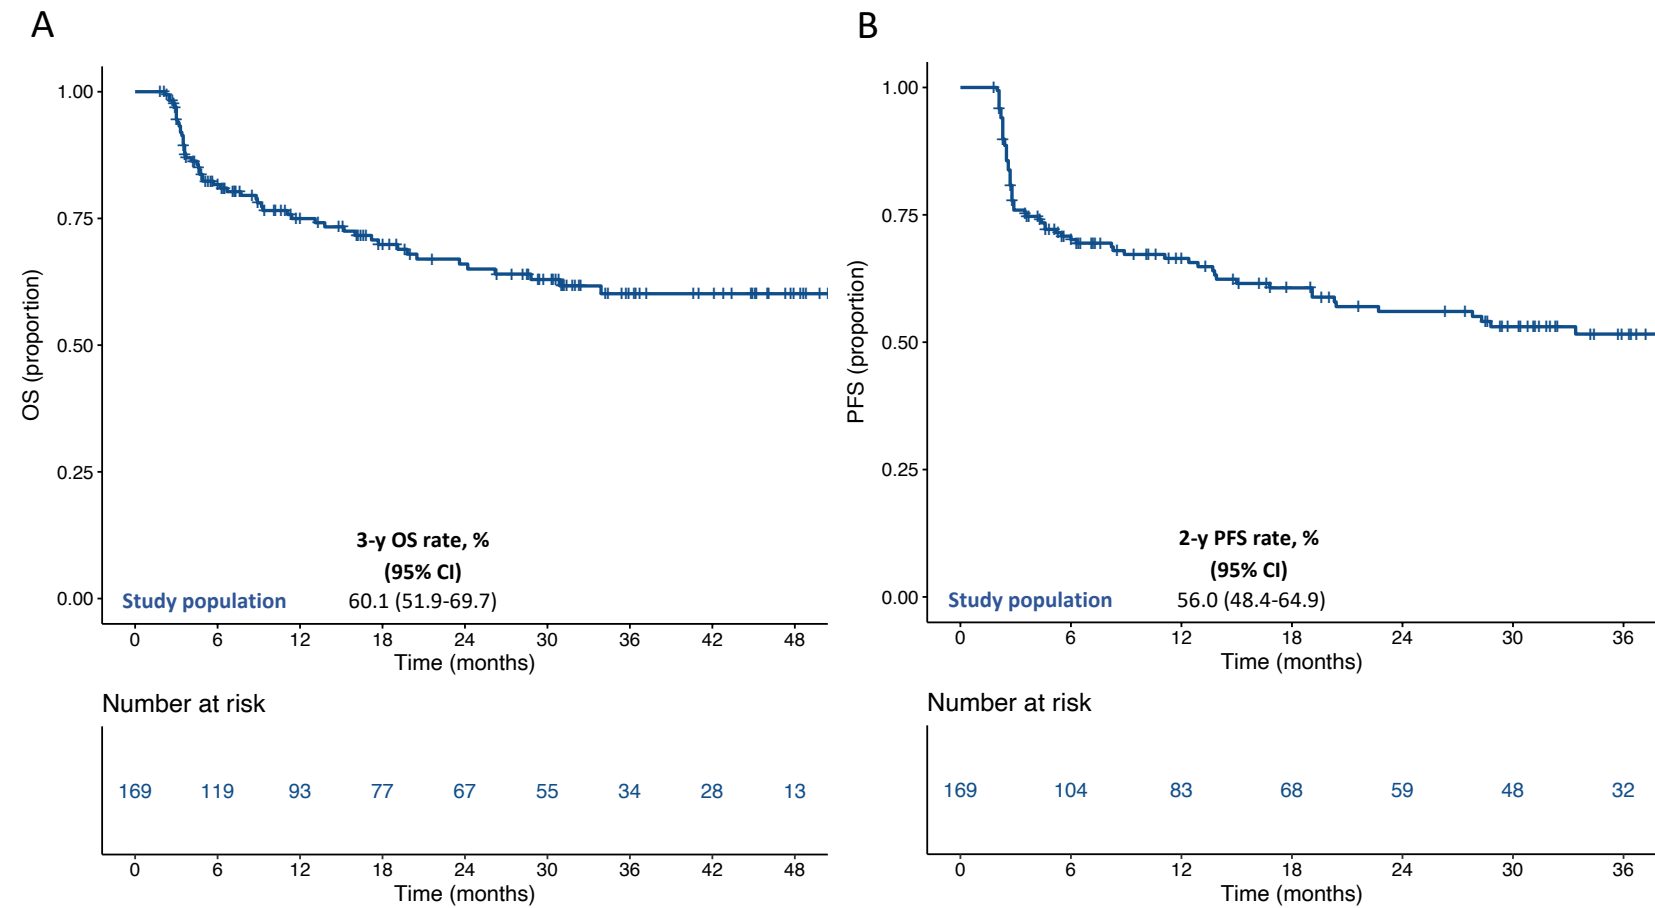 A
OS (proportion)
1.00
0.75
0.50
0.25
0.00
3-y OS rate, %
(95% CI)
Study population 60.1 (51.9-69.7)
0 6 12 18 24 30 36 42 48
Time (months)
Number at risk
169 119 93 77 67 55 34 28 13
0 6 12 18 24 30 36 42 48
Time (months)
B
PFS (proportion)
1.00
0.75
0.50
0.25
0.00
2-y PFS rate, %
(95% CI)
Study population 56.0 (48.4-64.9)
0 6 12 18 24 30 36
Time (months)
Number at risk
169 104 83 68 59 48 32
0 6 12 18 24 30 36
Time (months)